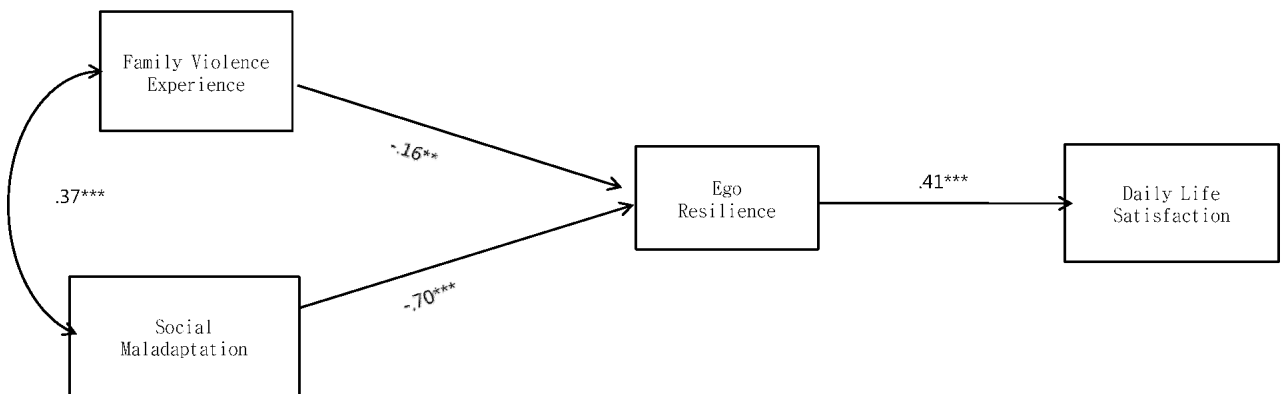 Family Violence
Experience
-.16**
.37***
Ego
Resilience
.41***
Daily Life
Satisfaction
-.70***
Social
Maladaptation